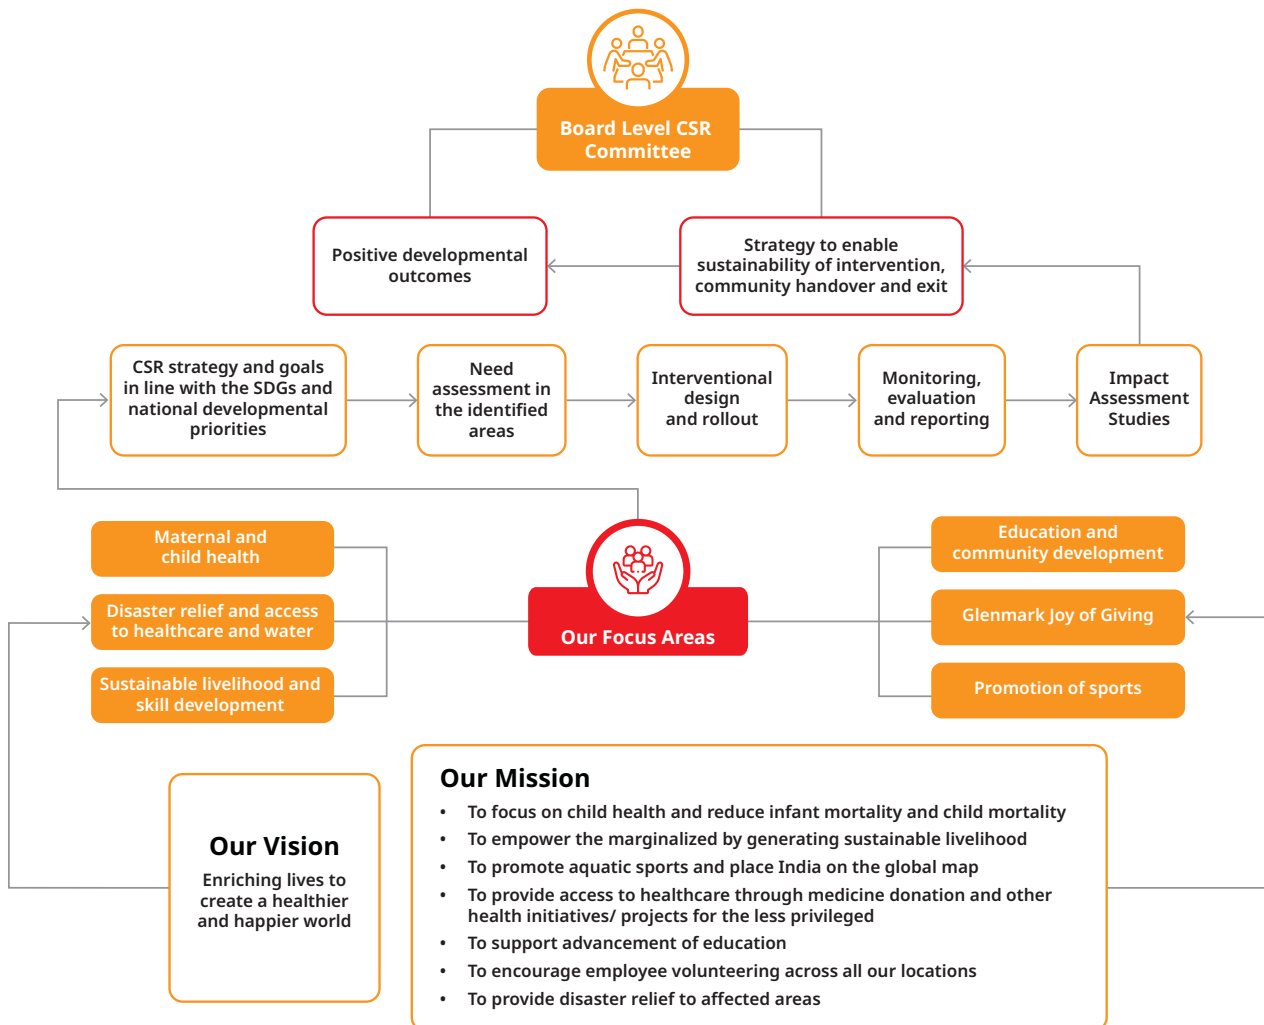 Board Level CSR
Committee
Positive developmental
outcomes
Strategy to enable
sustainability of intervention,
community handover and exit
CSR strategy and goals
in line with the SDGs and
national developmental
priorities
Need
assessment in
the identified
areas
Interventional
design
and rollout
Monitoring,
evaluation
and reporting
Impact
Assessment
Studies
Maternal and
child health
Disaster relief and access
to healthcare and water
Sustainable livelihood and
skill development
Our Focus Areas
Education and
community development
Glenmark Joy of Giving
Promotion of sports
Our Vision
Enriching lives to
create a healthier
and happier world
Our Mission
• To focus on child health and reduce infant mortality and child mortality
• To empower the marginalized by generating sustainable livelihood
• To promote aquatic sports and place India on the global map
• To provide access to healthcare through medicine donation and other
health initiatives/ projects for the less privileged
• To support advancement of education
• To encourage employee volunteering across all our locations
• To provide disaster relief to affected areas